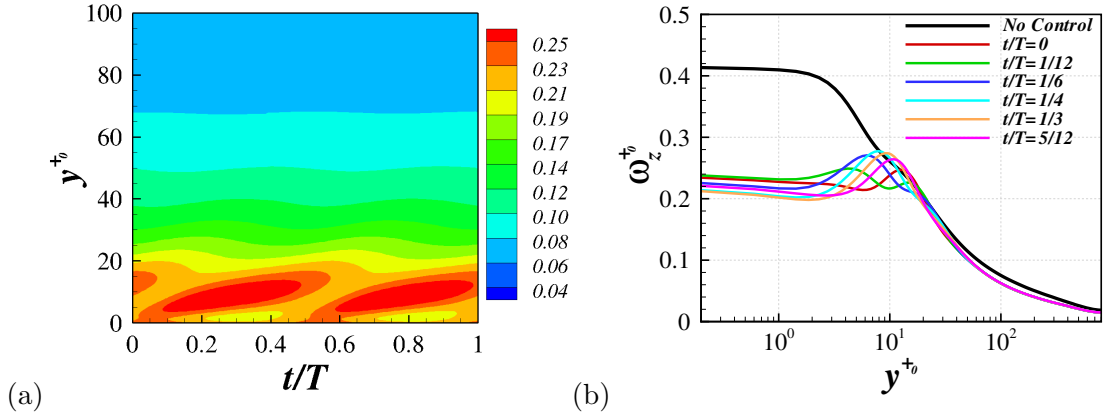 100
80
60
40
20
0
y⁺⁰
0 0.2 0.4 0.6 0.8 1
t/T
0.25
0.23
0.21
0.19
0.17
0.14
0.12
0.10
0.08
0.06
0.04
(a)
0.5
0.4
0.3
0.2
0.1
0
ω_z⁺⁰
10⁰ 10¹ 10²
y⁺⁰
No Control
t/T=0
t/T=1/12
t/T=1/6
t/T=1/4
t/T=1/3
t/T=5/12
(b)